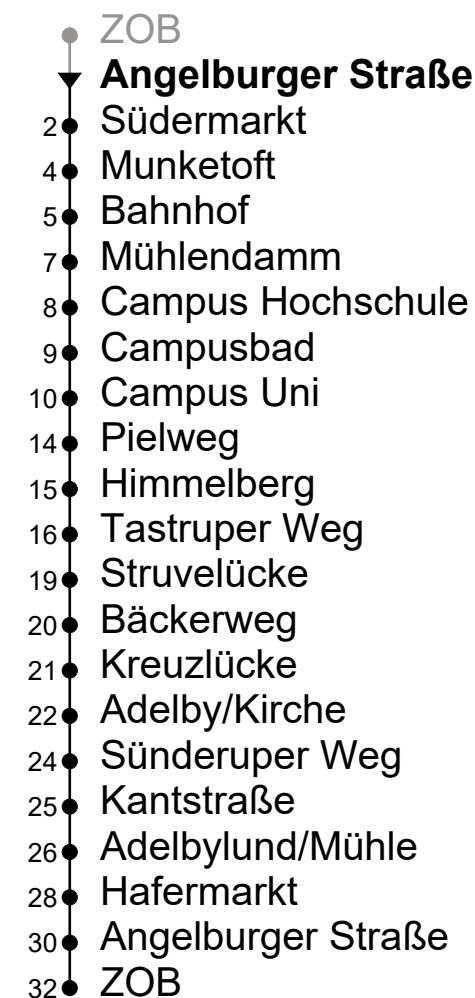 ZOB
Angelburger Straße
2 Südermarkt
4 Munketoft
5 Bahnhof
7 Mühlendamm
8 Campus Hochschule
9 Campusbad
10 Campus Uni
14 Pielweg
15 Himmelberg
16 Tastruper Weg
19 Struvelücke
20 Bäckerweg
21 Kreuzlücke
22 Adelby/Kirche
24 Sünderuper Weg
25 Kantstraße
26 Adelbylund/Mühle
28 Hafermarkt
30 Angelburger Straße
32 ZOB